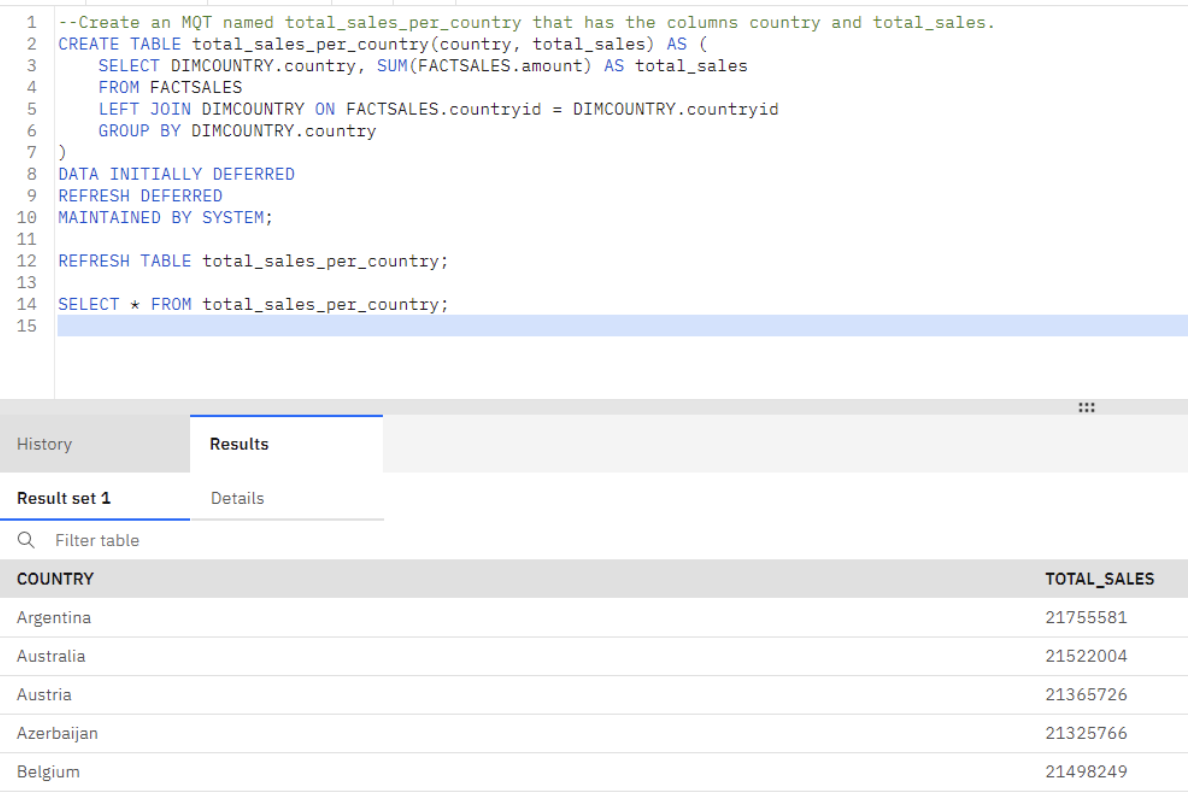 1 --Create an MQT named total_sales_per_country that has the columns country and total_sales.
2 CREATE TABLE total_sales_per_country(country, total_sales) AS (
3     SELECT DIMCOUNTRY.country, SUM(FACTSALES.amount) AS total_sales
4     FROM FACTSALES
5     LEFT JOIN DIMCOUNTRY ON FACTSALES.countryid = DIMCOUNTRY.countryid
6     GROUP BY DIMCOUNTRY.country
7 )
8 DATA INITIALLY DEFERRED
9 REFRESH DEFERRED
10 MAINTAINED BY SYSTEM;
11
12 REFRESH TABLE total_sales_per_country;
13
14 SELECT * FROM total_sales_per_country;
15
History Results
Result set 1 Details
Filter table
COUNTRY TOTAL_SALES
Argentina 21755581
Australia 21522004
Austria 21365726
Azerbaijan 21325766
Belgium 21498249